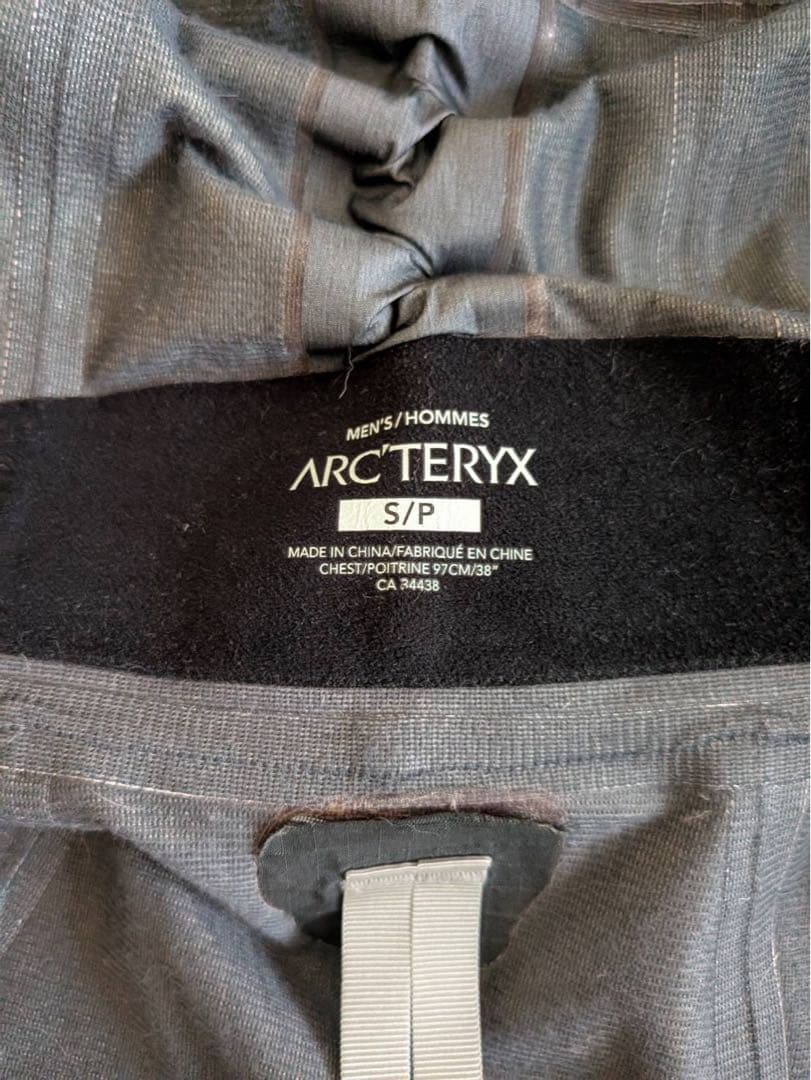 MEN'S/HOMMES
ARC'TERYX
S/P
MADE IN CHINA/FABRIQUÉ EN CHINE
CHEST/POITRINE 97CM/38"
CA 34438